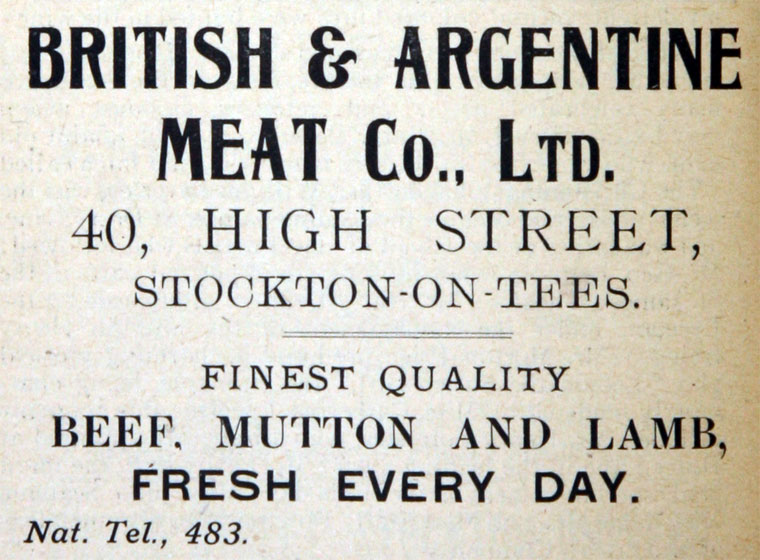 BRITISH & ARGENTINE
MEAT Co., LTD.
40, HIGH STREET,
STOCKTON-ON-TEES.
FINEST QUALITY
BEEF, MUTTON AND LAMB,
FRESH EVERY DAY.
Nat. Tel., 483.